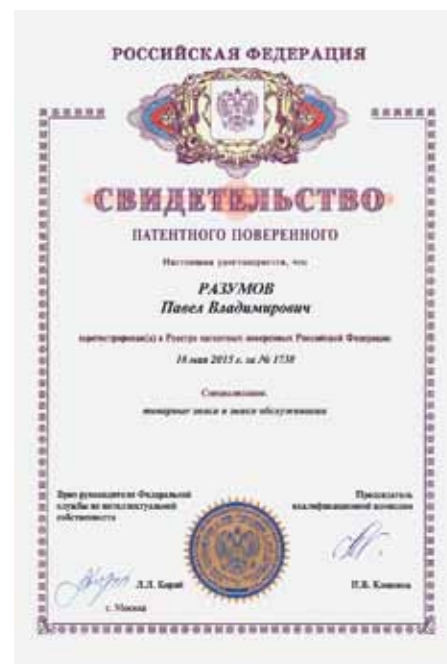 РОССИЙСКАЯ ФЕДЕРАЦИЯ
СВИДЕТЕЛЬСТВО
ПАТЕНТНОГО ПОВЕРЕННОГО
Настоящим удостоверяется, что
РАЗУМОВ
Павел Владимирович
зарегистрирован(а) в Реестре патентных поверенных Российской Федерации
18 мая 2015 г. за № 1738
Специализация:
товарные знаки и знаки обслуживания
Врио руководителя Федеральной
службы по интеллектуальной
собственности
Председатель
квалификационной комиссии
Л.Л. Кирий
г. Москва